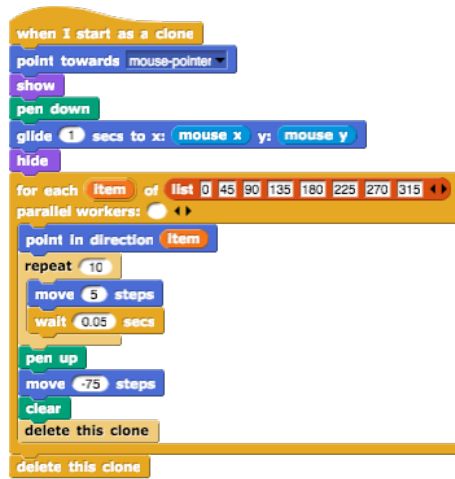 when I start as a clone
point towards mouse-pointer
show
pen down
glide 1 secs to x: mouse x y: mouse y
hide
for each item of list 0 45 90 135 180 225 270 315
parallel workers:
point in direction item
repeat 10
move 5 steps
wait 0.05 secs
pen up
move -75 steps
clear
delete this clone
delete this clone